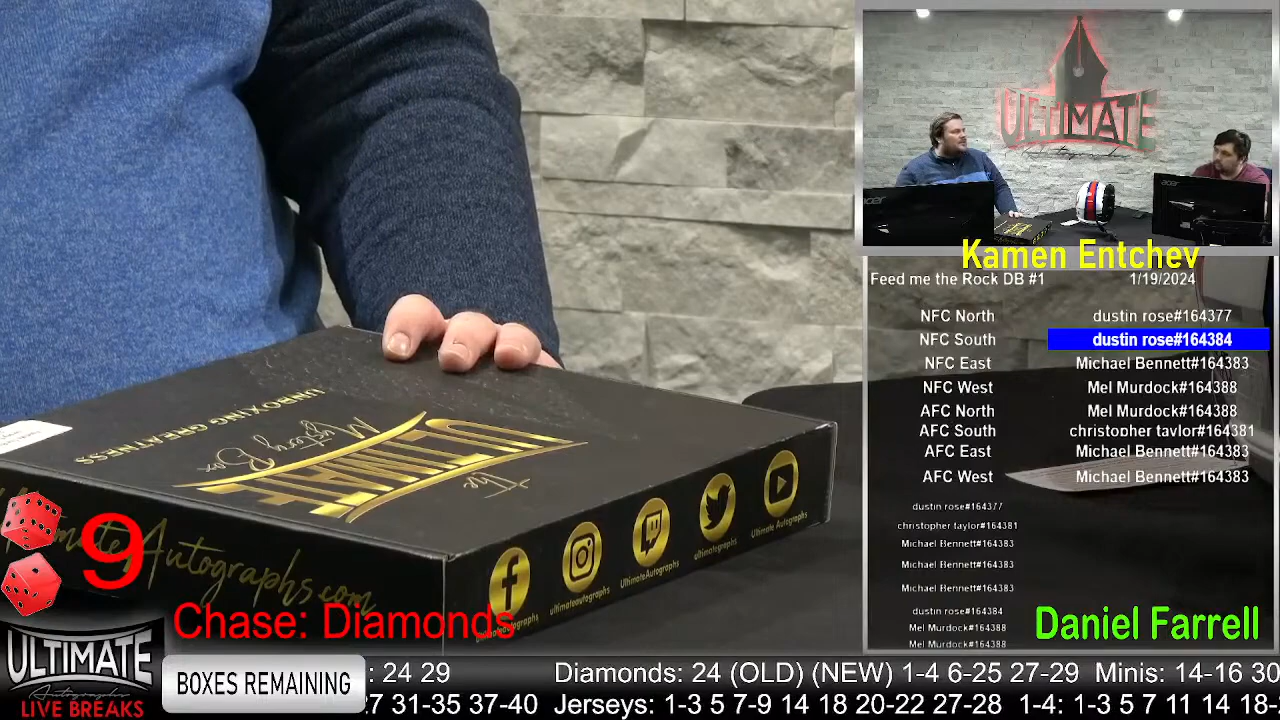 ULTIMATE
acer
acer
Kamen Entchev
Feed me the Rock DB #1 1/19/2024
NFC North dustin rose#164377
NFC South dustin rose#164384
NFC East Michael Bennett#164383
NFC West Mel Murdock#164388
AFC North Mel Murdock#164388
AFC South christopher taylor#164381
AFC East Michael Bennett#164383
AFC West Michael Bennett#164383
dustin rose#164377
christopher taylor#164381
Michael Bennett#164383
Michael Bennett#164383
Michael Bennett#164383
dustin rose#164384
Mel Murdock#164388
Mel Murdock#164388
Daniel Farrell
The
ULTIMATE
Mystery Box
UNBOXING GREATNESS
UltimateAutographs.com
ultimateautographs
ultimateautographs
UltimateAutographs
ultimategraphs
Ultimate Autographs
9
Chase: Diamonds
ULTIMATE
Autographs
LIVE BREAKS
BOXES REMAINING
: 24 29 Diamonds: 24 (OLD) (NEW) 1-4 6-25 27-29 Minis: 14-16 30
27 31-35 37-40 Jerseys: 1-3 5 7-9 14 18 20-22 27-28 1-4: 1-3 5 7 11 14 18-